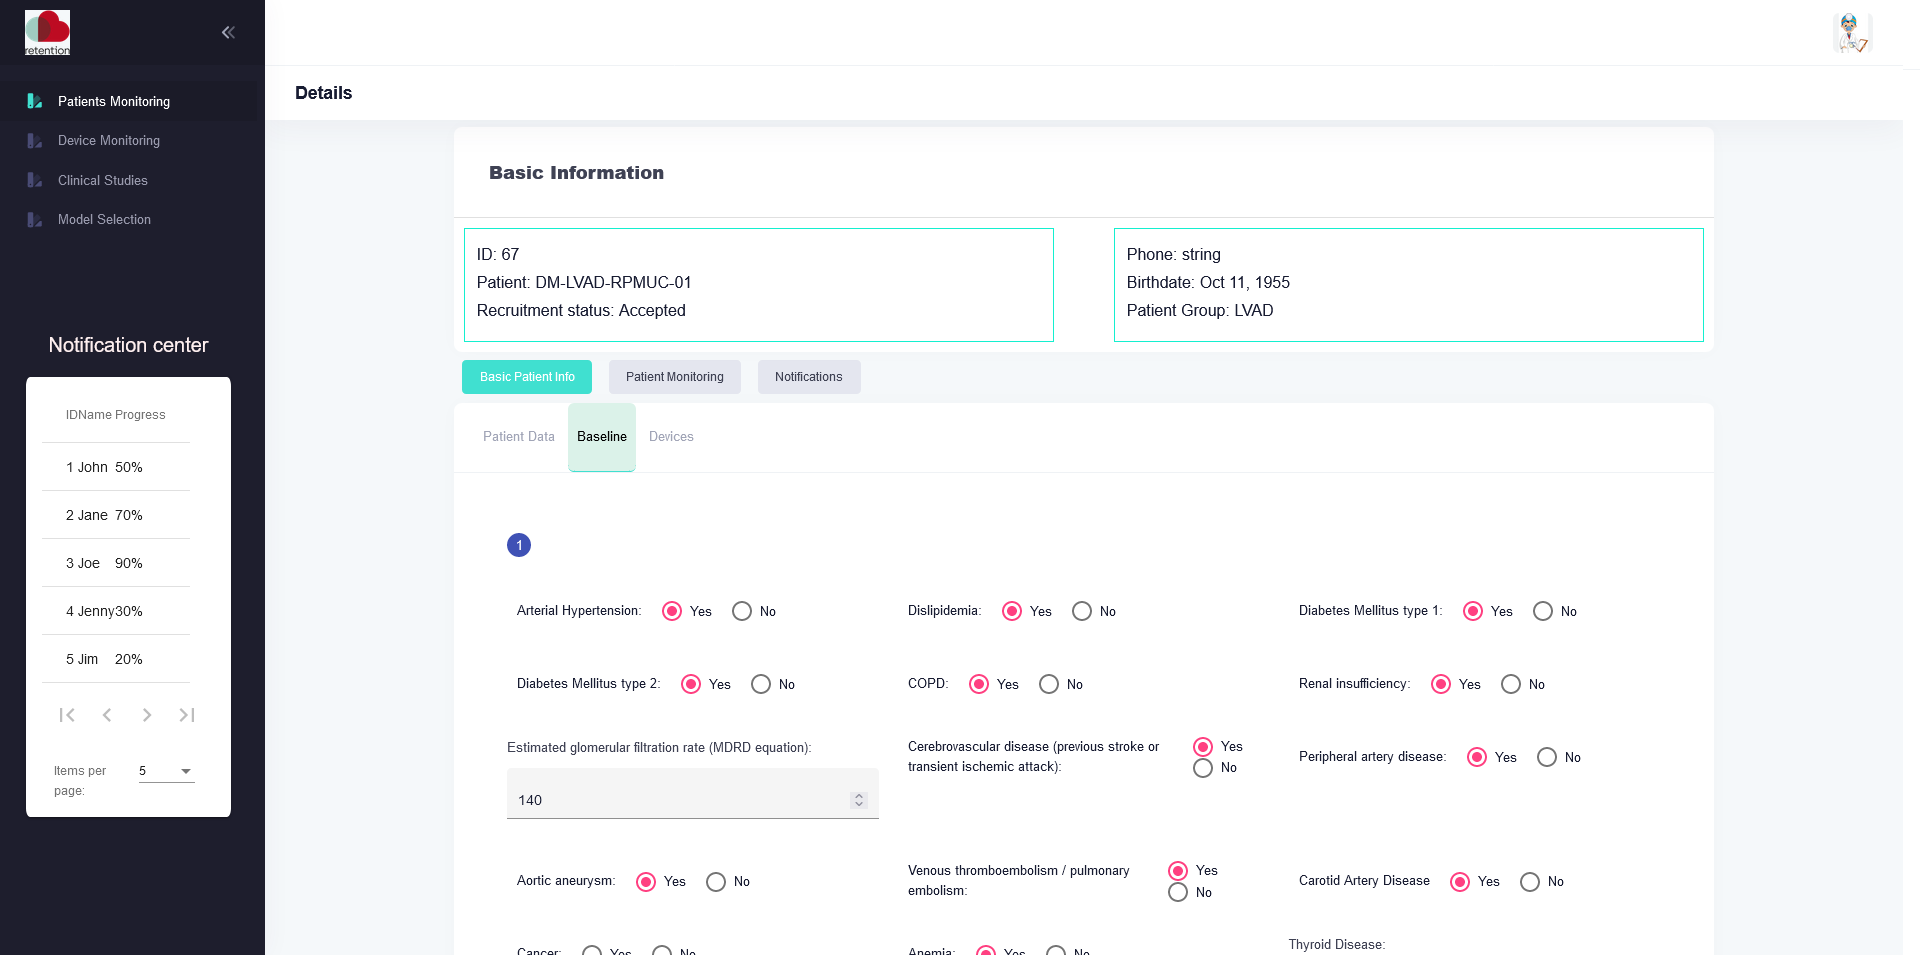 retention
Patients Monitoring
Device Monitoring
Clinical Studies
Model Selection
Notification center
IDName Progress
1 John 50%
2 Jane 70%
3 Joe 90%
4 Jenny30%
5 Jim 20%
Items per page: 5
Details
Basic Information
ID: 67
Patient: DM-LVAD-RPMUC-01
Recruitment status: Accepted
Phone: string
Birthdate: Oct 11, 1955
Patient Group: LVAD
Basic Patient Info Patient Monitoring Notifications
Patient Data Baseline Devices
1
Arterial Hypertension: Yes No
Dislipidemia: Yes No
Diabetes Mellitus type 1: Yes No
Diabetes Mellitus type 2: Yes No
COPD: Yes No
Renal insufficiency: Yes No
Estimated glomerular filtration rate (MDRD equation):
140
Cerebrovascular disease (previous stroke or
transient ischemic attack):
Yes
No
Peripheral artery disease: Yes No
Aortic aneurysm: Yes No
Venous thromboembolism / pulmonary
embolism:
Yes
No
Carotid Artery Disease Yes No
Cancer: Yes No
Anemia: Yes No
Thyroid Disease: